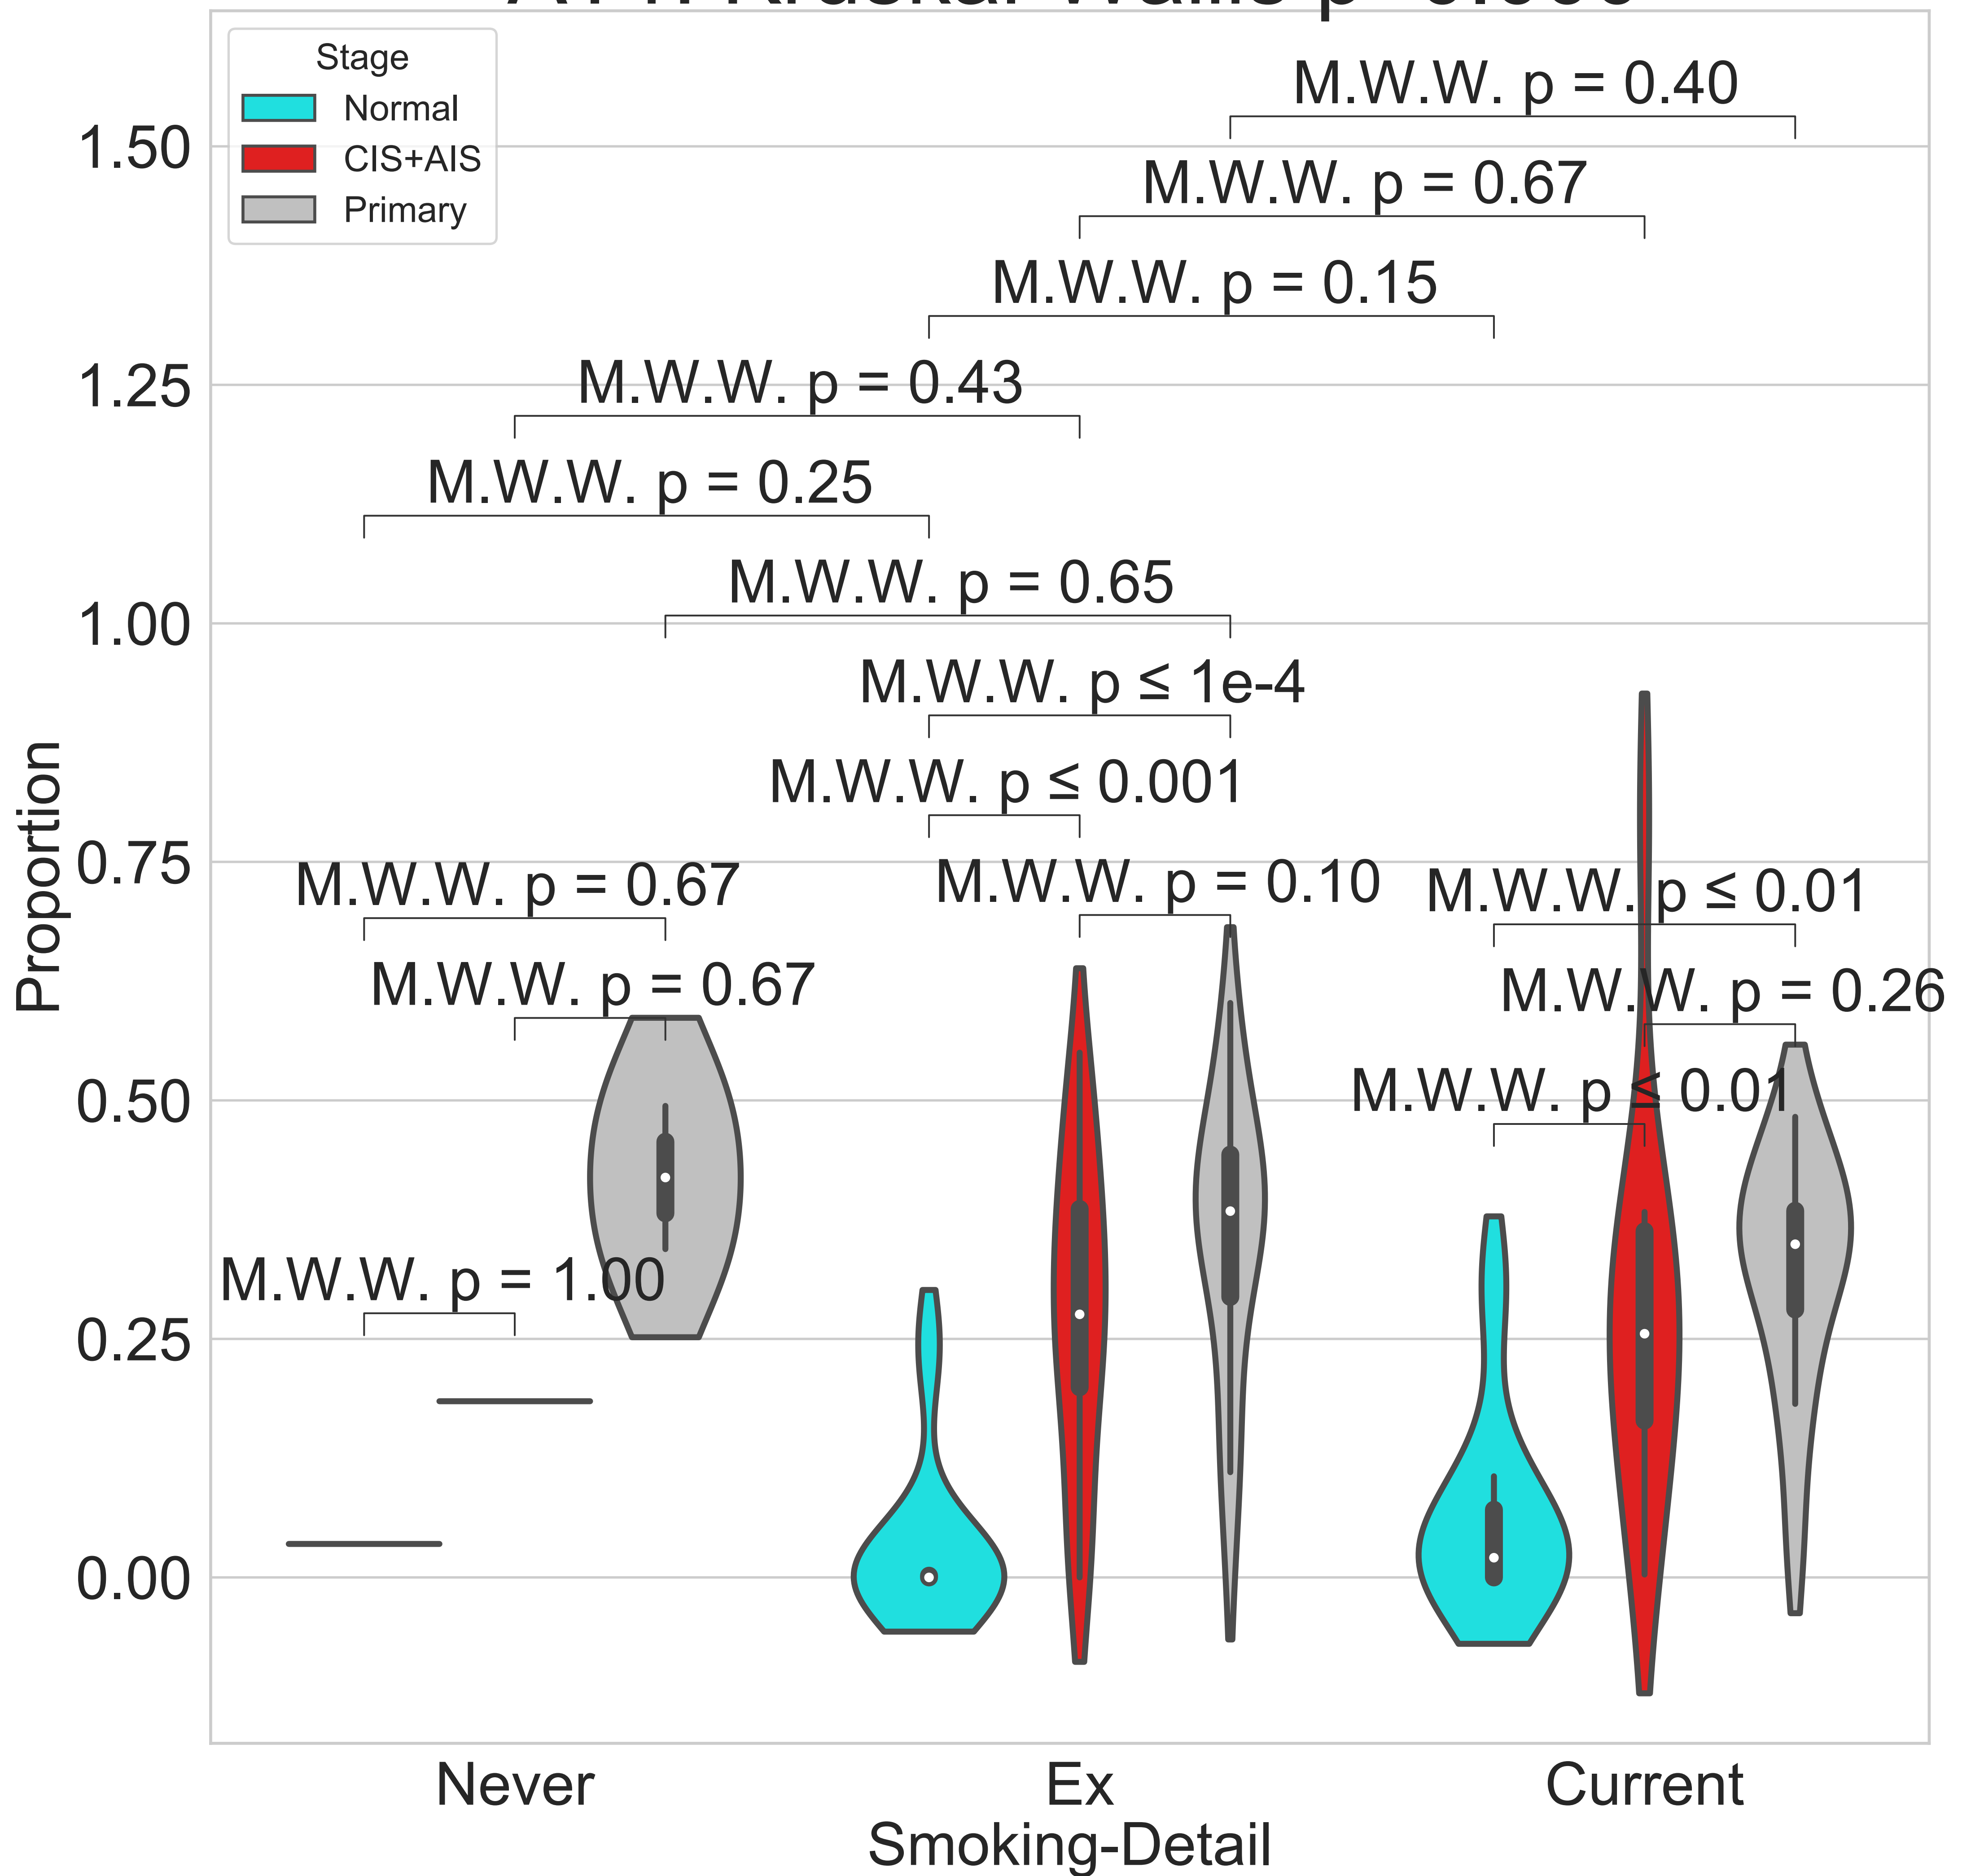 Stage
Normal
CIS+AIS
Primary
M.W.W. p = 0.40
1.50
M.W.W. p = 0.67
M.W.W. p = 0.15
M.W.W. p = 0.43
1.25
M.W.W. p = 0.25
M.W.W. p = 0.65
1.00
M.W.W. p ≤ 1e-4
M.W.W. p ≤ 0.001
0.75
M.W.W. p = 0.67
M.W.W. p = 0.10
M.W.W. p ≤ 0.01
M.W.W. p = 0.67
M.W.W. p = 0.26
Proportion
0.50
M.W.W. p ≤ 0.01
M.W.W. p = 1.00
0.25
0.00
Never
Ex
Current
Smoking-Detail